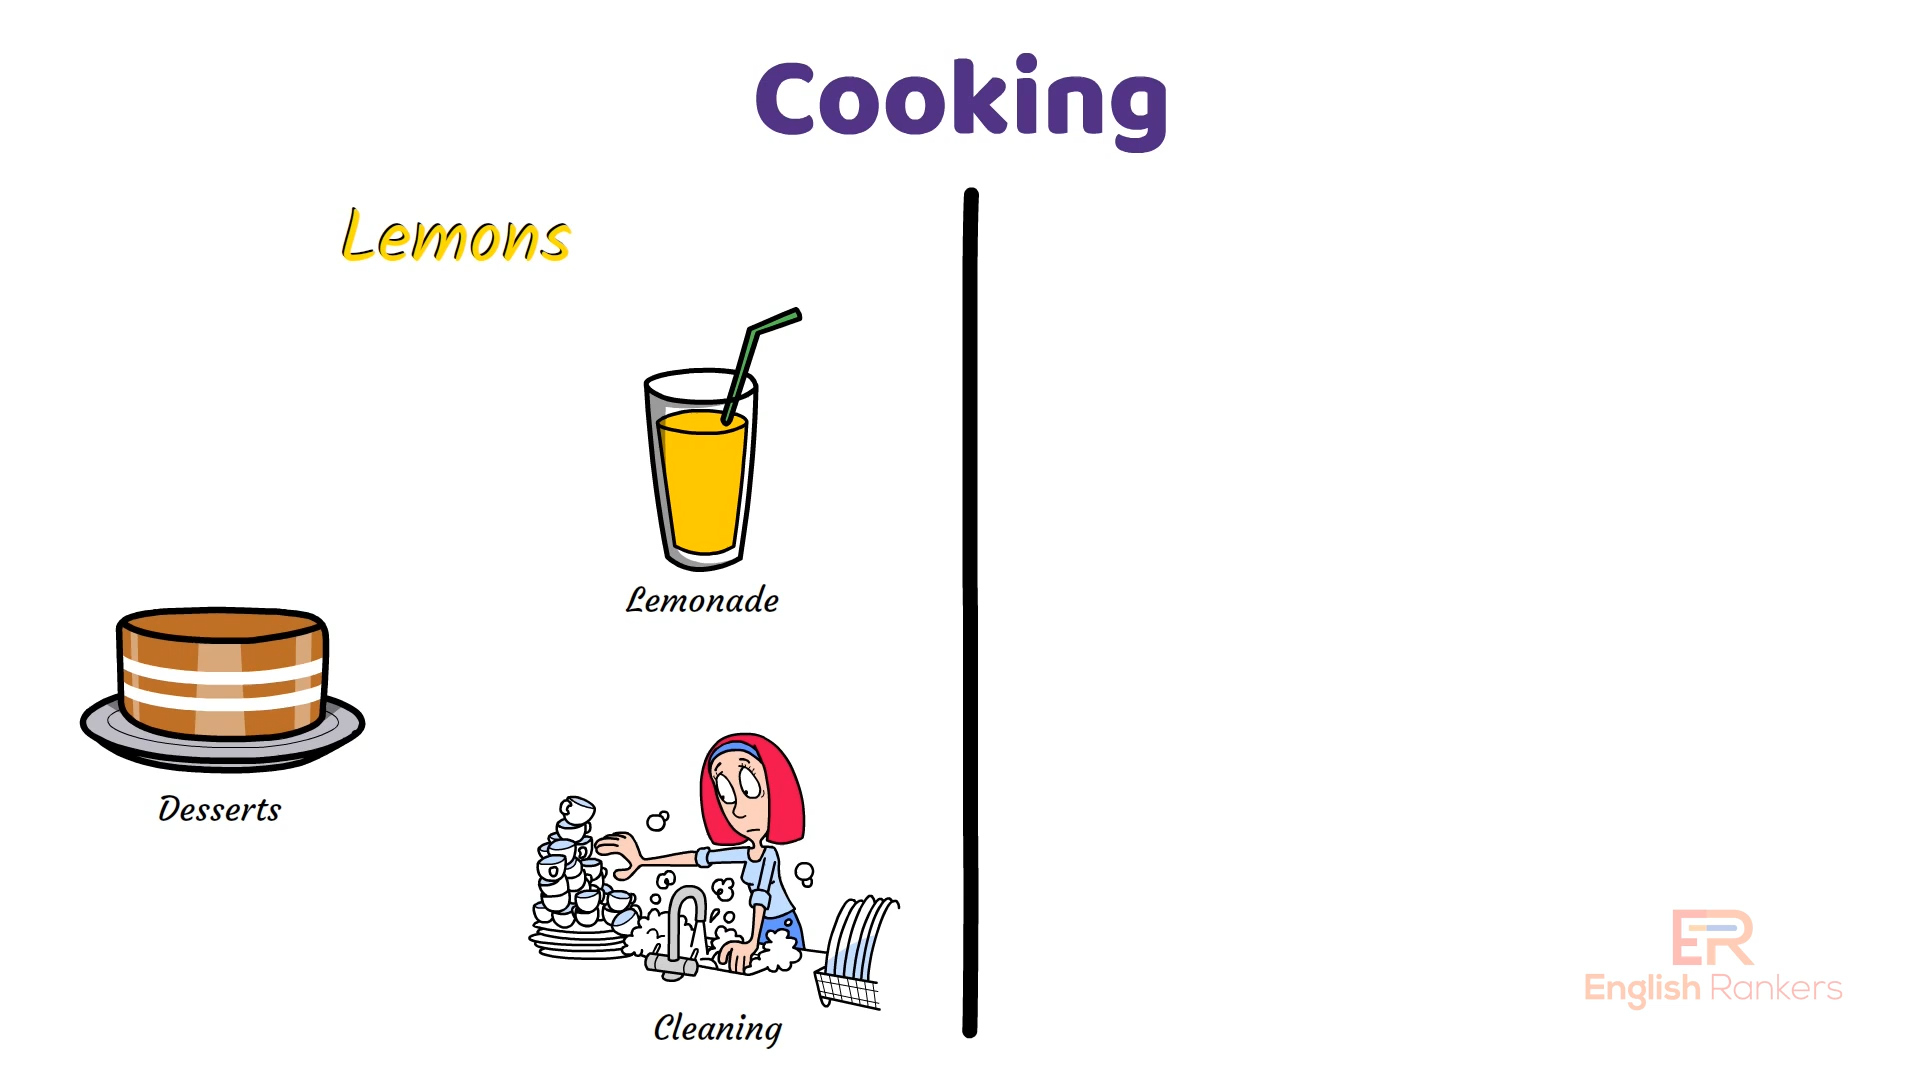 Cooking
Lemons
Lemonade
Desserts
Cleaning
ER
English Rankers